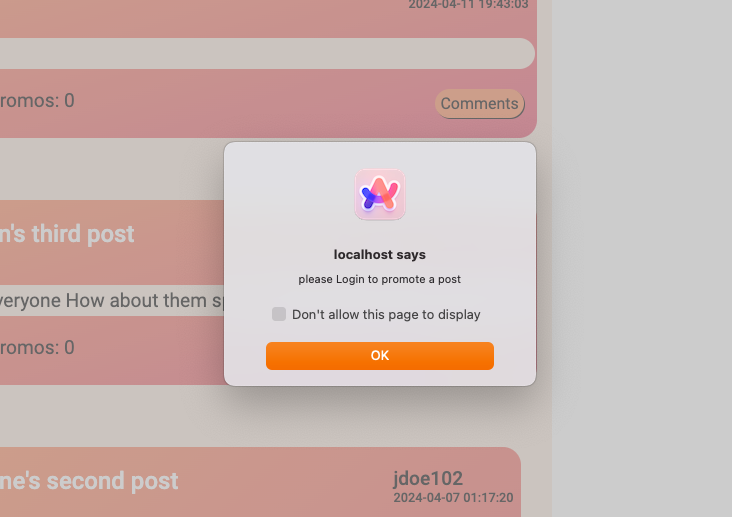 2024-04-11 19:43:03
romos: 0
Comments
n's third post
localhost says
please Login to promote a post
veryone How about them
Don't allow this page to display
romos: 0
OK
ne's second post
jdoe102
2024-04-07 01:17:20